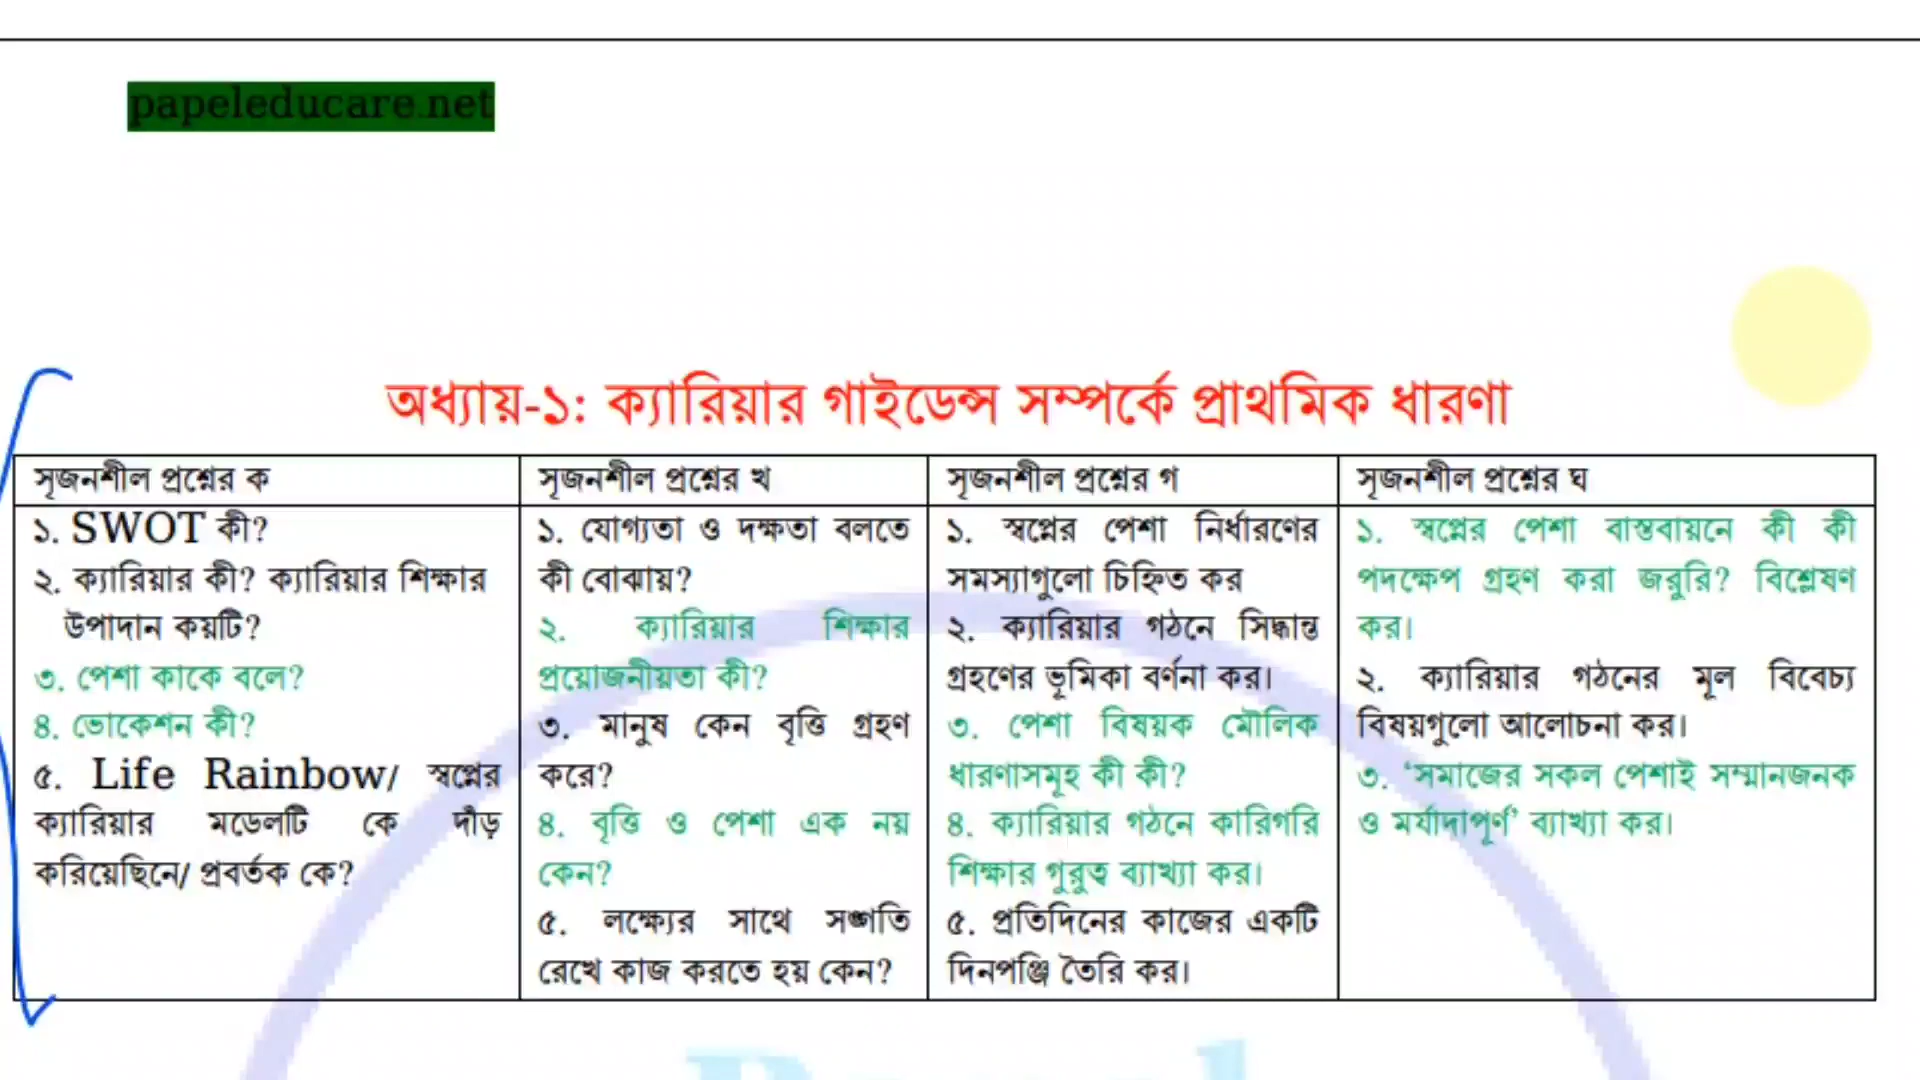 papeleducare.net
অধ্যায়-১: ক্যারিয়ার গাইডেন্স সম্পর্কে প্রাথমিক ধারণা
সৃজনশীল প্রশ্নের ক
১. SWOT কী?
২. ক্যারিয়ার কী? ক্যারিয়ার শিক্ষার
উপাদান কয়টি?
৩. পেশা কাকে বলে?
৪. ভোকেশন কী?
৫. Life Rainbow/ স্বপ্নের
ক্যারিয়ার মডেলটি কে দাঁড়
করিয়েছিনে/ প্রবর্তক কে?
সৃজনশীল প্রশ্নের খ
১. যোগ্যতা ও দক্ষতা বলতে
কী বোঝায়?
২. ক্যারিয়ার শিক্ষার
প্রয়োজনীয়তা কী?
৩. মানুষ কেন বৃত্তি গ্রহণ
করে?
৪. বৃত্তি ও পেশা এক নয়
কেন?
৫. লক্ষ্যের সাথে সঙ্গতি
রেখে কাজ করতে হয় কেন?
সৃজনশীল প্রশ্নের গ
১. স্বপ্নের পেশা নির্ধারণের
সমস্যাগুলো চিহ্নিত কর
২. ক্যারিয়ার গঠনে সিদ্ধান্ত
গ্রহণের ভূমিকা বর্ণনা কর।
৩. পেশা বিষয়ক মৌলিক
ধারণাসমূহ কী কী?
৪. ক্যারিয়ার গঠনে কারিগরি
শিক্ষার গুরুত্ব ব্যাখ্যা কর।
৫. প্রতিদিনের কাজের একটি
দিনপঞ্জি তৈরি কর।
সৃজনশীল প্রশ্নের ঘ
১. স্বপ্নের পেশা বাস্তবায়নে কী কী
পদক্ষেপ গ্রহণ করা জরুরি? বিশ্লেষণ
কর।
২. ক্যারিয়ার গঠনের মূল বিবেচ্য
বিষয়গুলো আলোচনা কর।
৩. ‘সমাজের সকল পেশাই সম্মানজনক
ও মর্যাদাপূর্ণ’ ব্যাখ্যা কর।